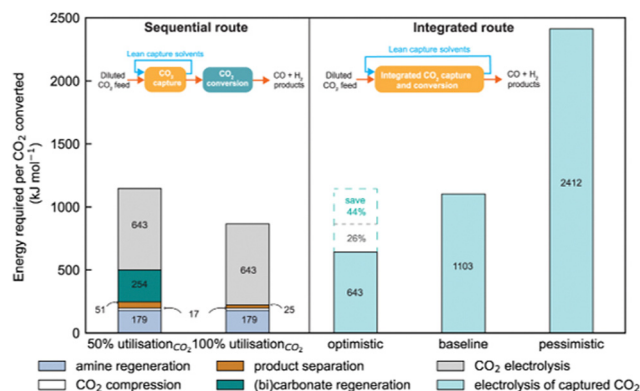 Sequential route
Integrated route
Lean capture solvents
Diluted
CO₂ feed
CO₂
capture
CO₂
conversion
CO + H₂
products
Lean capture solvents
Diluted
CO₂ feed
Integrated CO₂ capture
and conversion
CO + H₂
products
Energy required per CO₂ converted
(kJ mol⁻¹)
2500
2000
1500
1000
500
0
643
254
51
179
17
643
25
179
save
44%
26%
643
1103
2412
50% utilisation_CO₂
100% utilisation_CO₂
optimistic
baseline
pessimistic
amine regeneration
product separation
CO₂ electrolysis
CO₂ compression
(bi)carbonate regeneration
electrolysis of captured CO₂